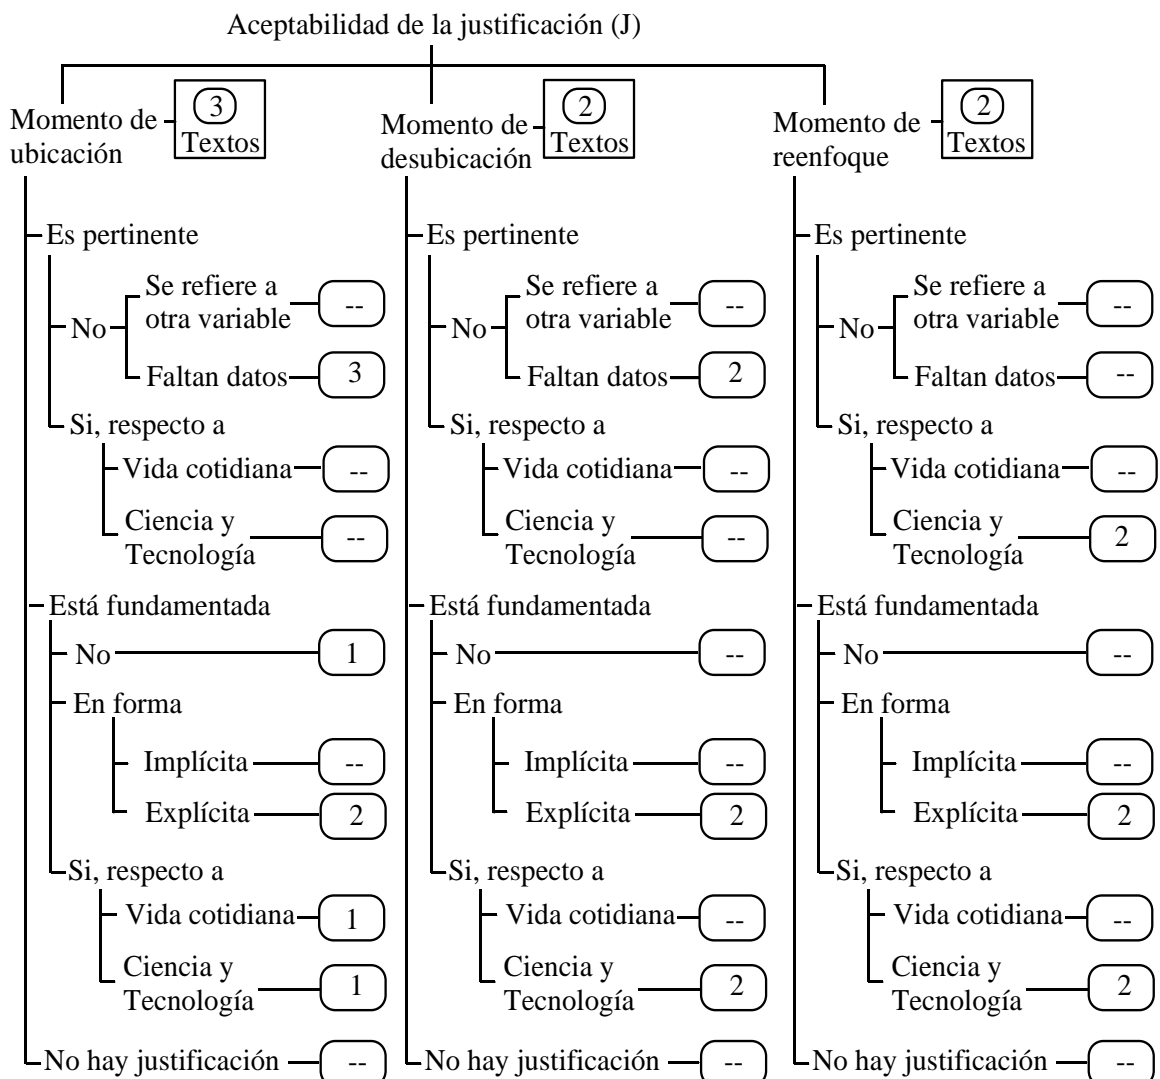 Aceptabilidad de la justificación (J)
Momento de
ubicación
3
Textos
Es pertinente
No
Se refiere a
otra variable
--
Faltan datos
3
Si, respecto a
Vida cotidiana
--
Ciencia y
Tecnología
--
Está fundamentada
No
1
En forma
Implícita
--
Explícita
2
Si, respecto a
Vida cotidiana
1
Ciencia y
Tecnología
1
No hay justificación
--
Momento de
desubicación
2
Textos
Es pertinente
No
Se refiere a
otra variable
--
Faltan datos
2
Si, respecto a
Vida cotidiana
--
Ciencia y
Tecnología
--
Está fundamentada
No
--
En forma
Implícita
--
Explícita
2
Si, respecto a
Vida cotidiana
--
Ciencia y
Tecnología
2
No hay justificación
--
Momento de
reenfoque
2
Textos
Es pertinente
No
Se refiere a
otra variable
--
Faltan datos
--
Si, respecto a
Vida cotidiana
--
Ciencia y
Tecnología
2
Está fundamentada
No
--
En forma
Implícita
--
Explícita
2
Si, respecto a
Vida cotidiana
--
Ciencia y
Tecnología
2
No hay justificación
--